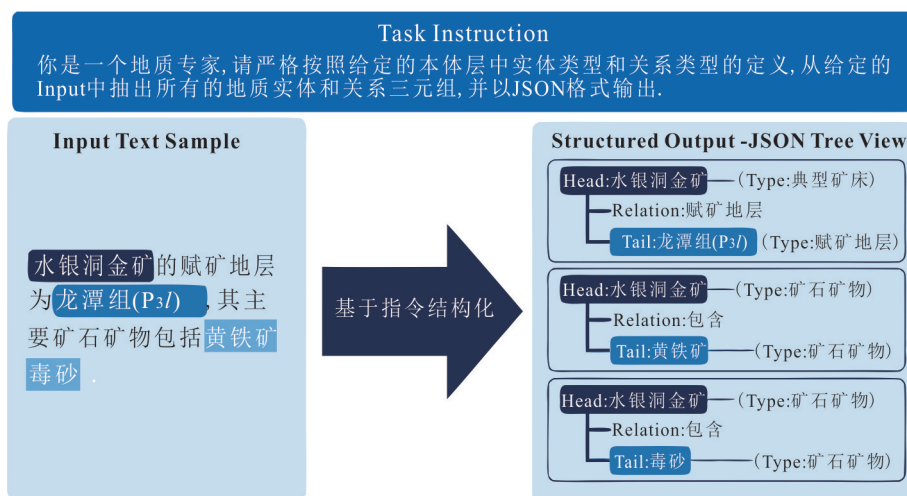 Task Instruction
你是一个地质专家,请严格按照给定的本体层中实体类型和关系类型的定义,从给定的
Input中抽出所有的地质实体和关系三元组,并以JSON格式输出.
Input Text Sample
水银洞金矿的赋矿地层
为龙潭组(P3l),其主
要矿石矿物包括黄铁矿
毒砂.
基于指令结构化
Structured Output -JSON Tree View
Head:水银洞金矿 (Type:典型矿床)
Relation:赋矿地层
Tail:龙潭组(P3l) (Type:赋矿地层)
Head:水银洞金矿 (Type:矿石矿物)
Relation:包含
Tail:黄铁矿 (Type:矿石矿物)
Head:水银洞金矿 (Type:矿石矿物)
Relation:包含
Tail:毒砂 (Type:矿石矿物)